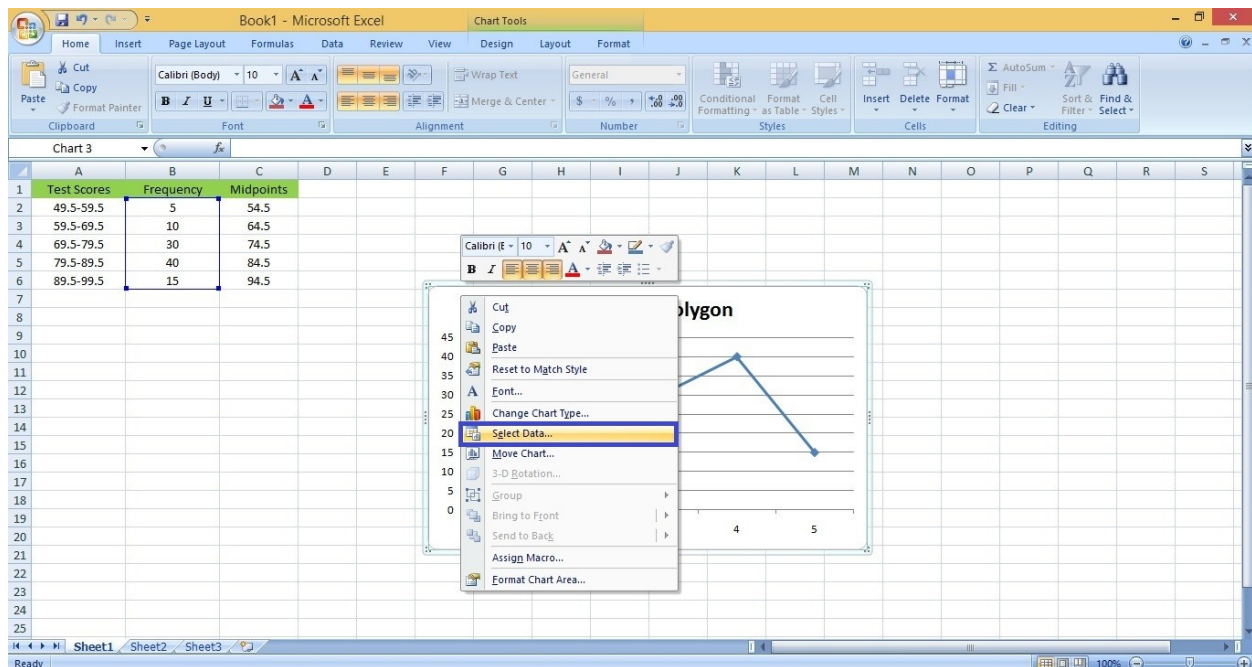 Book1 - Microsoft Excel
Chart Tools
Home Insert Page Layout Formulas Data Review View Design Layout Format
Cut
Copy
Format Painter
Paste
Clipboard
Calibri (Body) 10 A A
B I U A
Font
Wrap Text
Merge & Center
Alignment
General
$ % , .0 .00 .00 .0
Number
Conditional Formatting
Format as Table
Cell Styles
Styles
Insert Delete Format
Cells
Σ AutoSum
Fill
Clear
Sort & Filter
Find & Select
Editing
Chart 3 fx
A B C D E F G H I J K L M N O P Q R S
1 Test Scores Frequency Midpoints
2 49.5-59.5 5 54.5
3 59.5-69.5 10 64.5
4 69.5-79.5 30 74.5
5 79.5-89.5 40 84.5
6 89.5-99.5 15 94.5
7
8
9
10
11
12
13
14
15
16
17
18
19
20
21
22
23
24
25
Calibri (E 10 A A
B I A
olygon
45
40
35
30
25
20
15
10
5
0
4 5
Cut
Copy
Paste
Reset to Match Style
Font...
Change Chart Type...
Select Data...
Move Chart...
3-D Rotation...
Group
Bring to Front
Send to Back
Assign Macro...
Format Chart Area...
Sheet1 Sheet2 Sheet3
Ready
100%